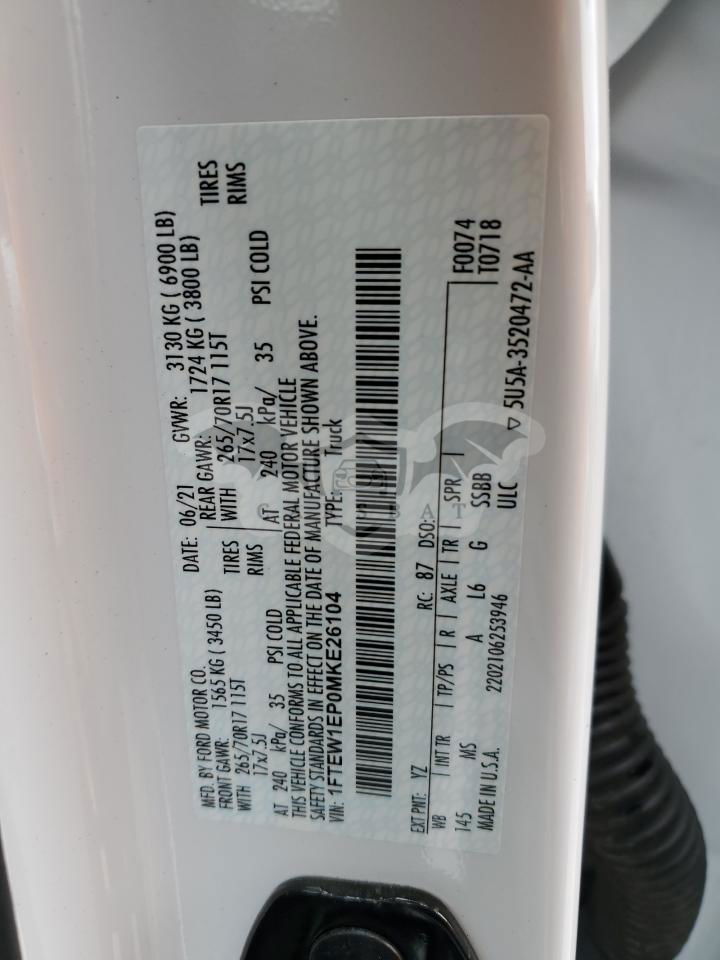 MFD. BY FORD MOTOR CO.
DATE: 06/21 GVWR: 3130 KG ( 6900 LB)
FRONT GAWR: 1565 KG ( 3450 LB) REAR GAWR: 1724 KG ( 3800 LB)
WITH 265/70R17 115T TIRES WITH 265/70R17 115T TIRES
17x7.5J RIMS 17x7.5J RIMS
AT 240 kPa/ 35 PSI COLD AT 240 kPa/ 35 PSI COLD
THIS VEHICLE CONFORMS TO ALL APPLICABLE FEDERAL MOTOR VEHICLE
SAFETY STANDARDS IN EFFECT ON THE DATE OF MANUFACTURE SHOWN ABOVE.
VIN: 1FTEW1EP0MKE26104 TYPE: Truck
EXT PNT: YZ RC: 87 DSO: F0074
WB INT TR TP/PS R AXLE TR SPR T0718
145 MS A L6 G SSBB
MADE IN U.S.A. 2202106253946 ULC ▽ 5U5A-3520472-AA